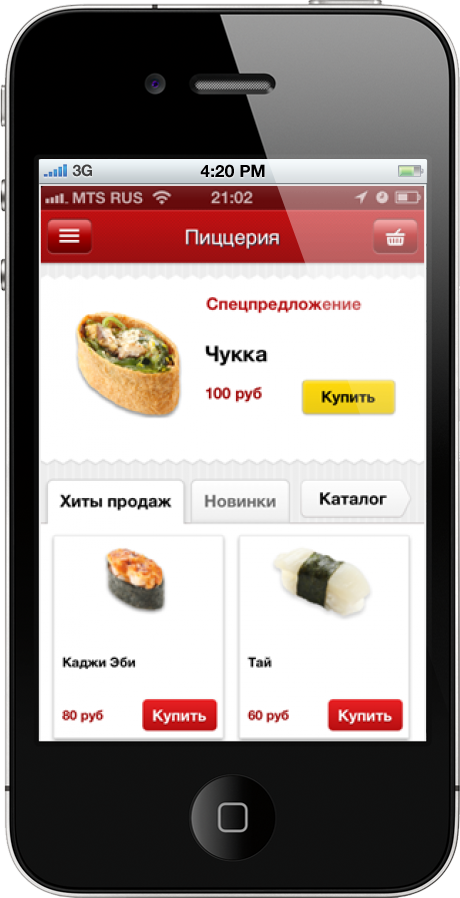 3G 4:20 PM
MTS RUS 21:02
Пиццерия
Спецпредложение
Чукка
100 руб Купить
Хиты продаж Новинки Каталог
Каджи Эби Тай
80 руб Купить 60 руб Купить